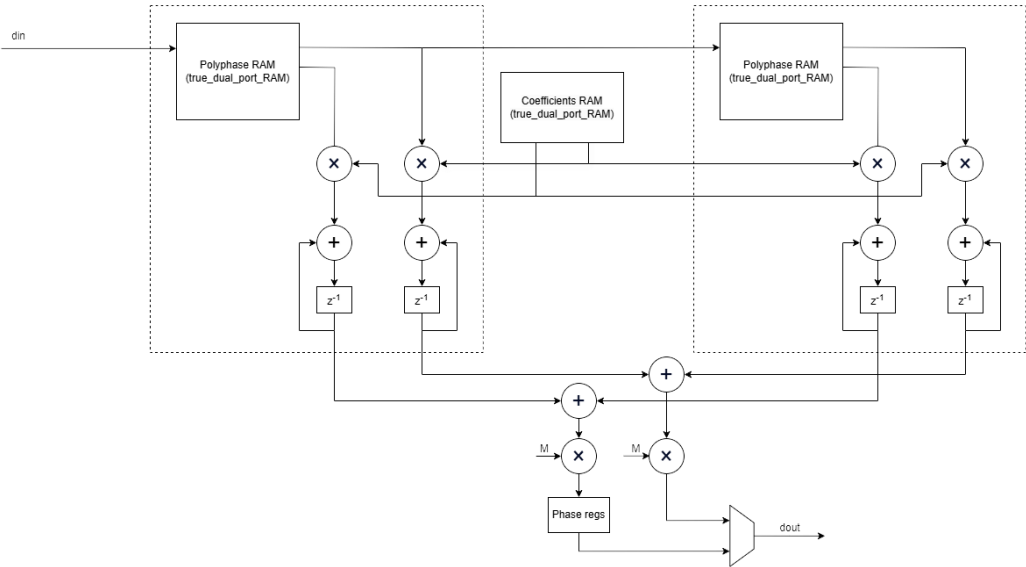 din
Polyphase RAM
(true_dual_port_RAM)
Coefficients RAM
(true_dual_port_RAM)
Polyphase RAM
(true_dual_port_RAM)
×
×
×
×
+
+
+
+
z⁻¹
z⁻¹
z⁻¹
z⁻¹
+
+
M
×
M
×
Phase regs
dout